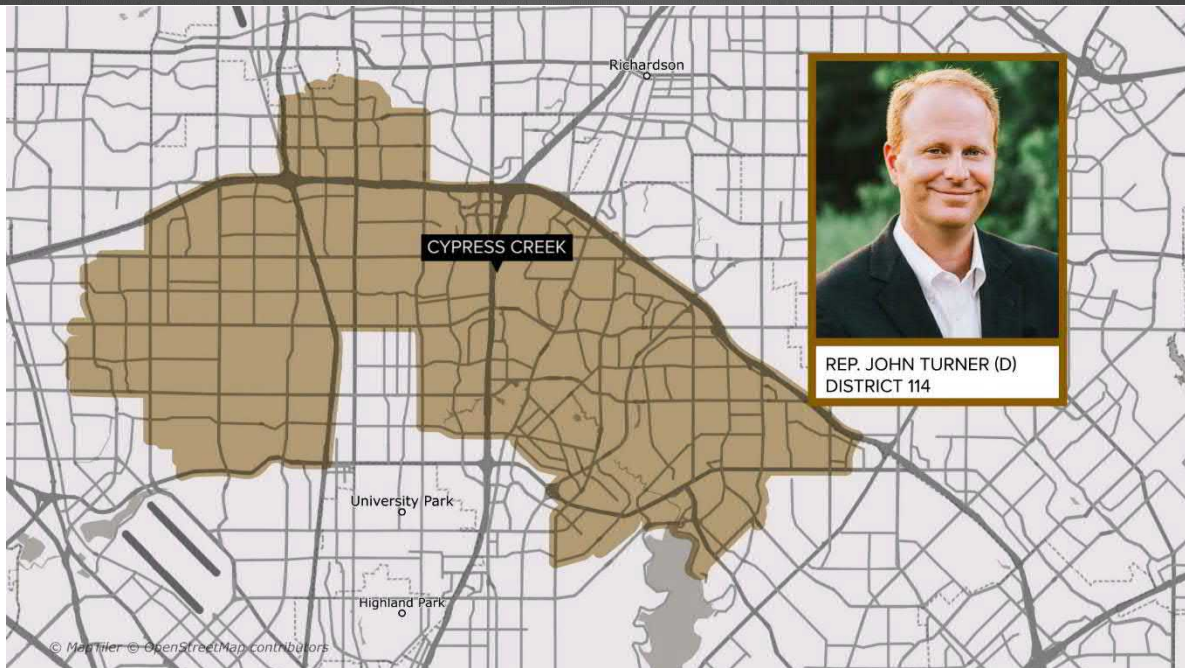 Richardson
CYPRESS CREEK
REP. JOHN TURNER (D)
DISTRICT 114
University Park
Highland Park
© MapTiler © OpenStreetMap contributors